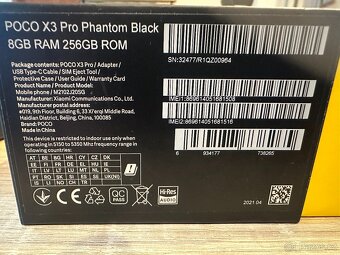 POCO X3 Pro Phantom Black
8GB RAM 256GB ROM
Including: POCO X3 Pro / Adapter /
USB Type-C Cable / SIM Eject Tool /
Protective Case / User Guide / Warranty Card
Product Name: Mobile Phone
Model: M2102J20SG
Manufacturer: Xiaomi Communications Co., Ltd.
#019, 9th Floor, Building 6, 33 Xi'erqi Middle Road,
Haidian District, Beijing, China, 100085
Brand: POCO
Made in China
This device is restricted to indoor use only when
operating in 5150 to 5350 Mhz frequency range
in following countries:
AT BE BG HR CY CZ DK
EE FI FR DE EL HU IE
IT LV LT LU MT NL PL
PT RO SK SI ES SE UK
IS LI NO CH TR
QC
PASS
Hi-Res
AUDIO
SN:32477/R1QZ00964
IMEI1:869614051681508
IMEI2:869614051681516
6 934177 738265
2021.04